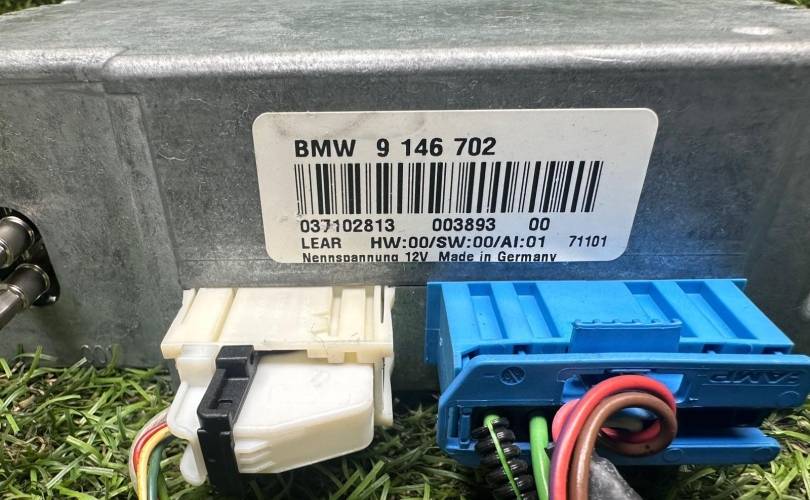 BMW 9 146 702
037102813 003893 00
LEAR HW:00/SW:00/AI:01 71101
Nennspannung 12V Made in Germany
AMP